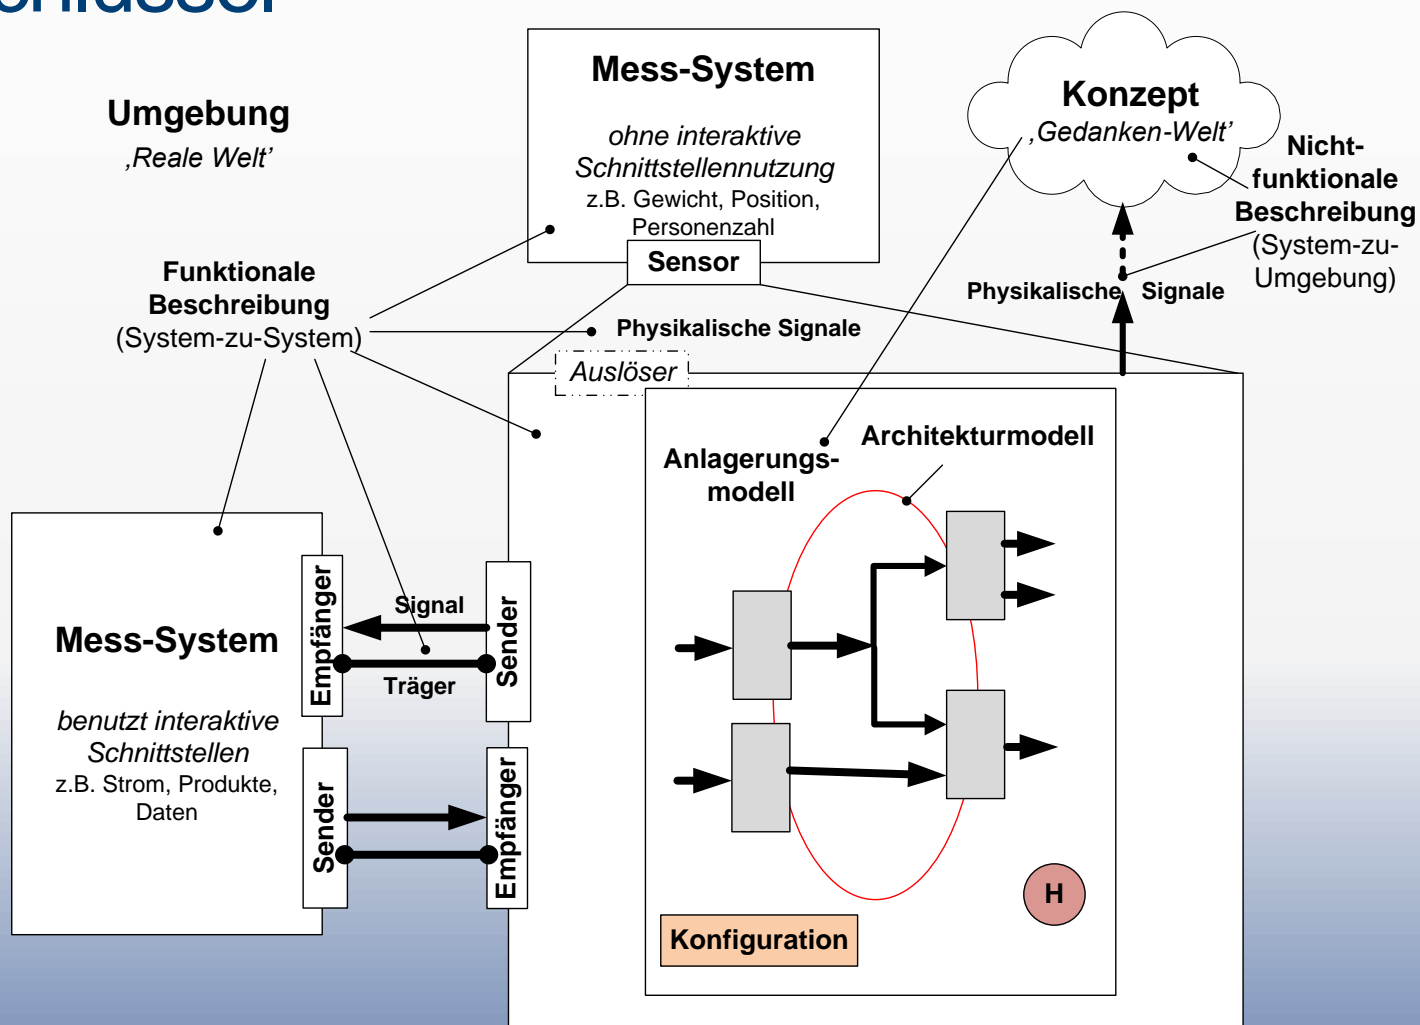 Umgebung
‚Reale Welt’
Mess-System
ohne interaktive
Schnittstellennutzung
z.B. Gewicht, Position,
Personenzahl
Sensor
Konzept
‚Gedanken-Welt’
Nicht-
funktionale
Beschreibung
(System-zu-
Umgebung)
Funktionale
Beschreibung
(System-zu-System)
Physikalische Signale
Physikalische Signale
Auslöser
Anlagerungs-
modell
Architekturmodell
Mess-System
benutzt interaktive
Schnittstellen
z.B. Strom, Produkte,
Daten
Empfänger
Signal
Träger
Sender
Sender
Empfänger
Konfiguration
H